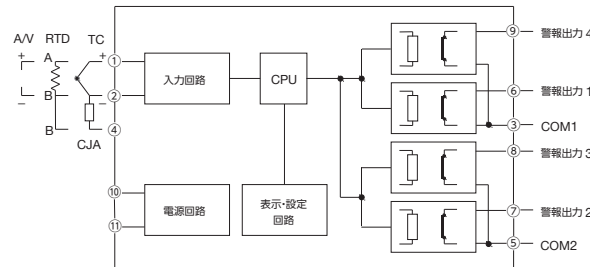 A/V RTD TC
+ A +
− B −
B
CJA
①
②
④
⑩
⑪
入力回路
CPU
電源回路
表示・設定
回路
⑨ 警報出力 4
⑥ 警報出力 1
③ COM1
⑧ 警報出力 3
⑦ 警報出力 2
⑤ COM2